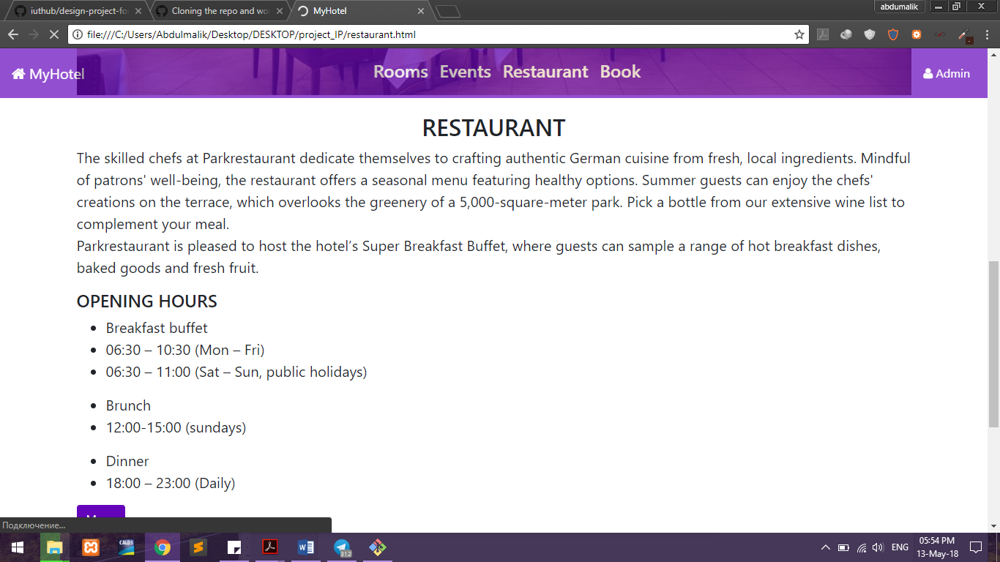 iuthub/design-project-fo
Cloning the repo and wo
MyHotel
abdumalik
file:///C:/Users/Abdulmalik/Desktop/DESKTOP/project_IP/restaurant.html
MyHotel
Rooms Events Restaurant Book
Admin
RESTAURANT
The skilled chefs at Parkrestaurant dedicate themselves to crafting authentic German cuisine from fresh, local ingredients. Mindful
of patrons' well-being, the restaurant offers a seasonal menu featuring healthy options. Summer guests can enjoy the chefs'
creations on the terrace, which overlooks the greenery of a 5,000-square-meter park. Pick a bottle from our extensive wine list to
complement your meal.
Parkrestaurant is pleased to host the hotel’s Super Breakfast Buffet, where guests can sample a range of hot breakfast dishes,
baked goods and fresh fruit.
OPENING HOURS
Breakfast buffet
06:30 – 10:30 (Mon – Fri)
06:30 – 11:00 (Sat – Sun, public holidays)
Brunch
12:00-15:00 (sundays)
Dinner
18:00 – 23:00 (Daily)
Подключение...
CALD3
312
ENG
05:54 PM
13-May-18